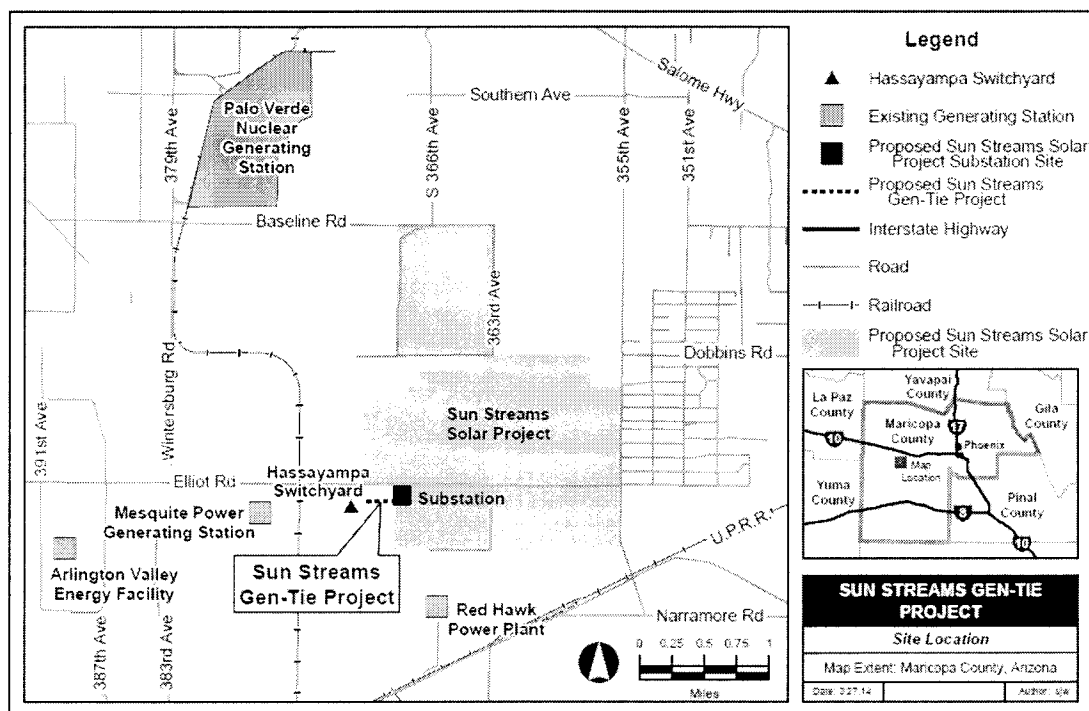 Salome Hwy
Southern Ave
379th Ave
Palo Verde
Nuclear
Generating
Station
S 366th Ave
355th Ave
351st Ave
Baseline Rd
363rd Ave
Dobbins Rd
Wintersburg Rd
391st Ave
Sun Streams
Solar Project
Hassayampa
Switchyard
Elliot Rd
Substation
Mesquite Power
Generating Station
U.P.R.R.
Arlington Valley
Energy Facility
Sun Streams
Gen-Tie Project
Red Hawk
Power Plant
Narramore Rd
387th Ave
383rd Ave
0 0.25 0.5 0.75 1
Miles
Legend
Hassayampa Switchyard
Existing Generating Station
Proposed Sun Streams Solar
Project Substation Site
Proposed Sun Streams
Gen-Tie Project
Interstate Highway
Road
Railroad
Proposed Sun Streams Solar
Project Site
Yavapai
County
La Paz
County
Gila
County
Maricopa
County
17
10
Phoenix
Map
Location
Yuma
County
Pinal
County
8
10
SUN STREAMS GEN-TIE
PROJECT
Site Location
Map Extent: Maricopa County, Arizona
Date: 3.27.14
Author: sjw